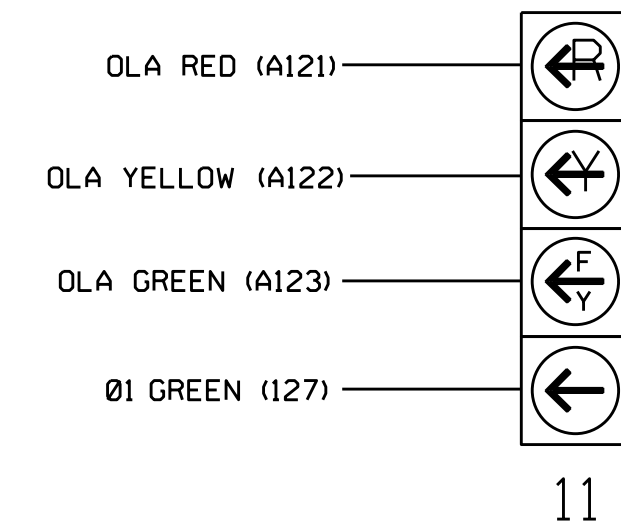 OLA RED (A121)
R
OLA YELLOW (A122)
Y
OLA GREEN (A123)
F
Y
Ø1 GREEN (127)
11